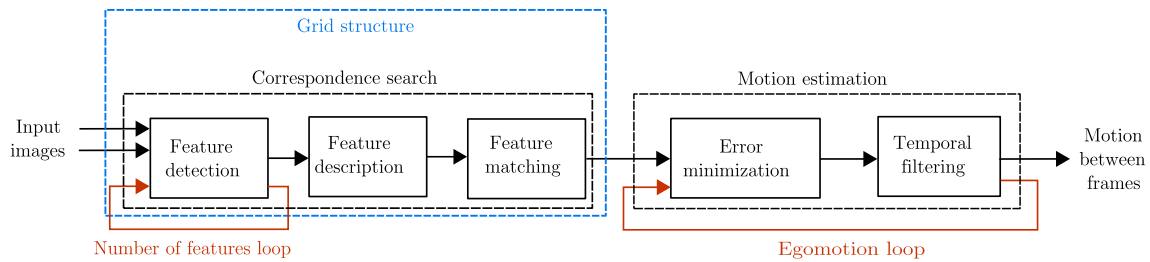 Grid structure
Correspondence search
Motion estimation
Input
images
Feature
detection
Feature
description
Feature
matching
Error
minimization
Temporal
filtering
Motion
between
frames
Number of features loop
Egomotion loop